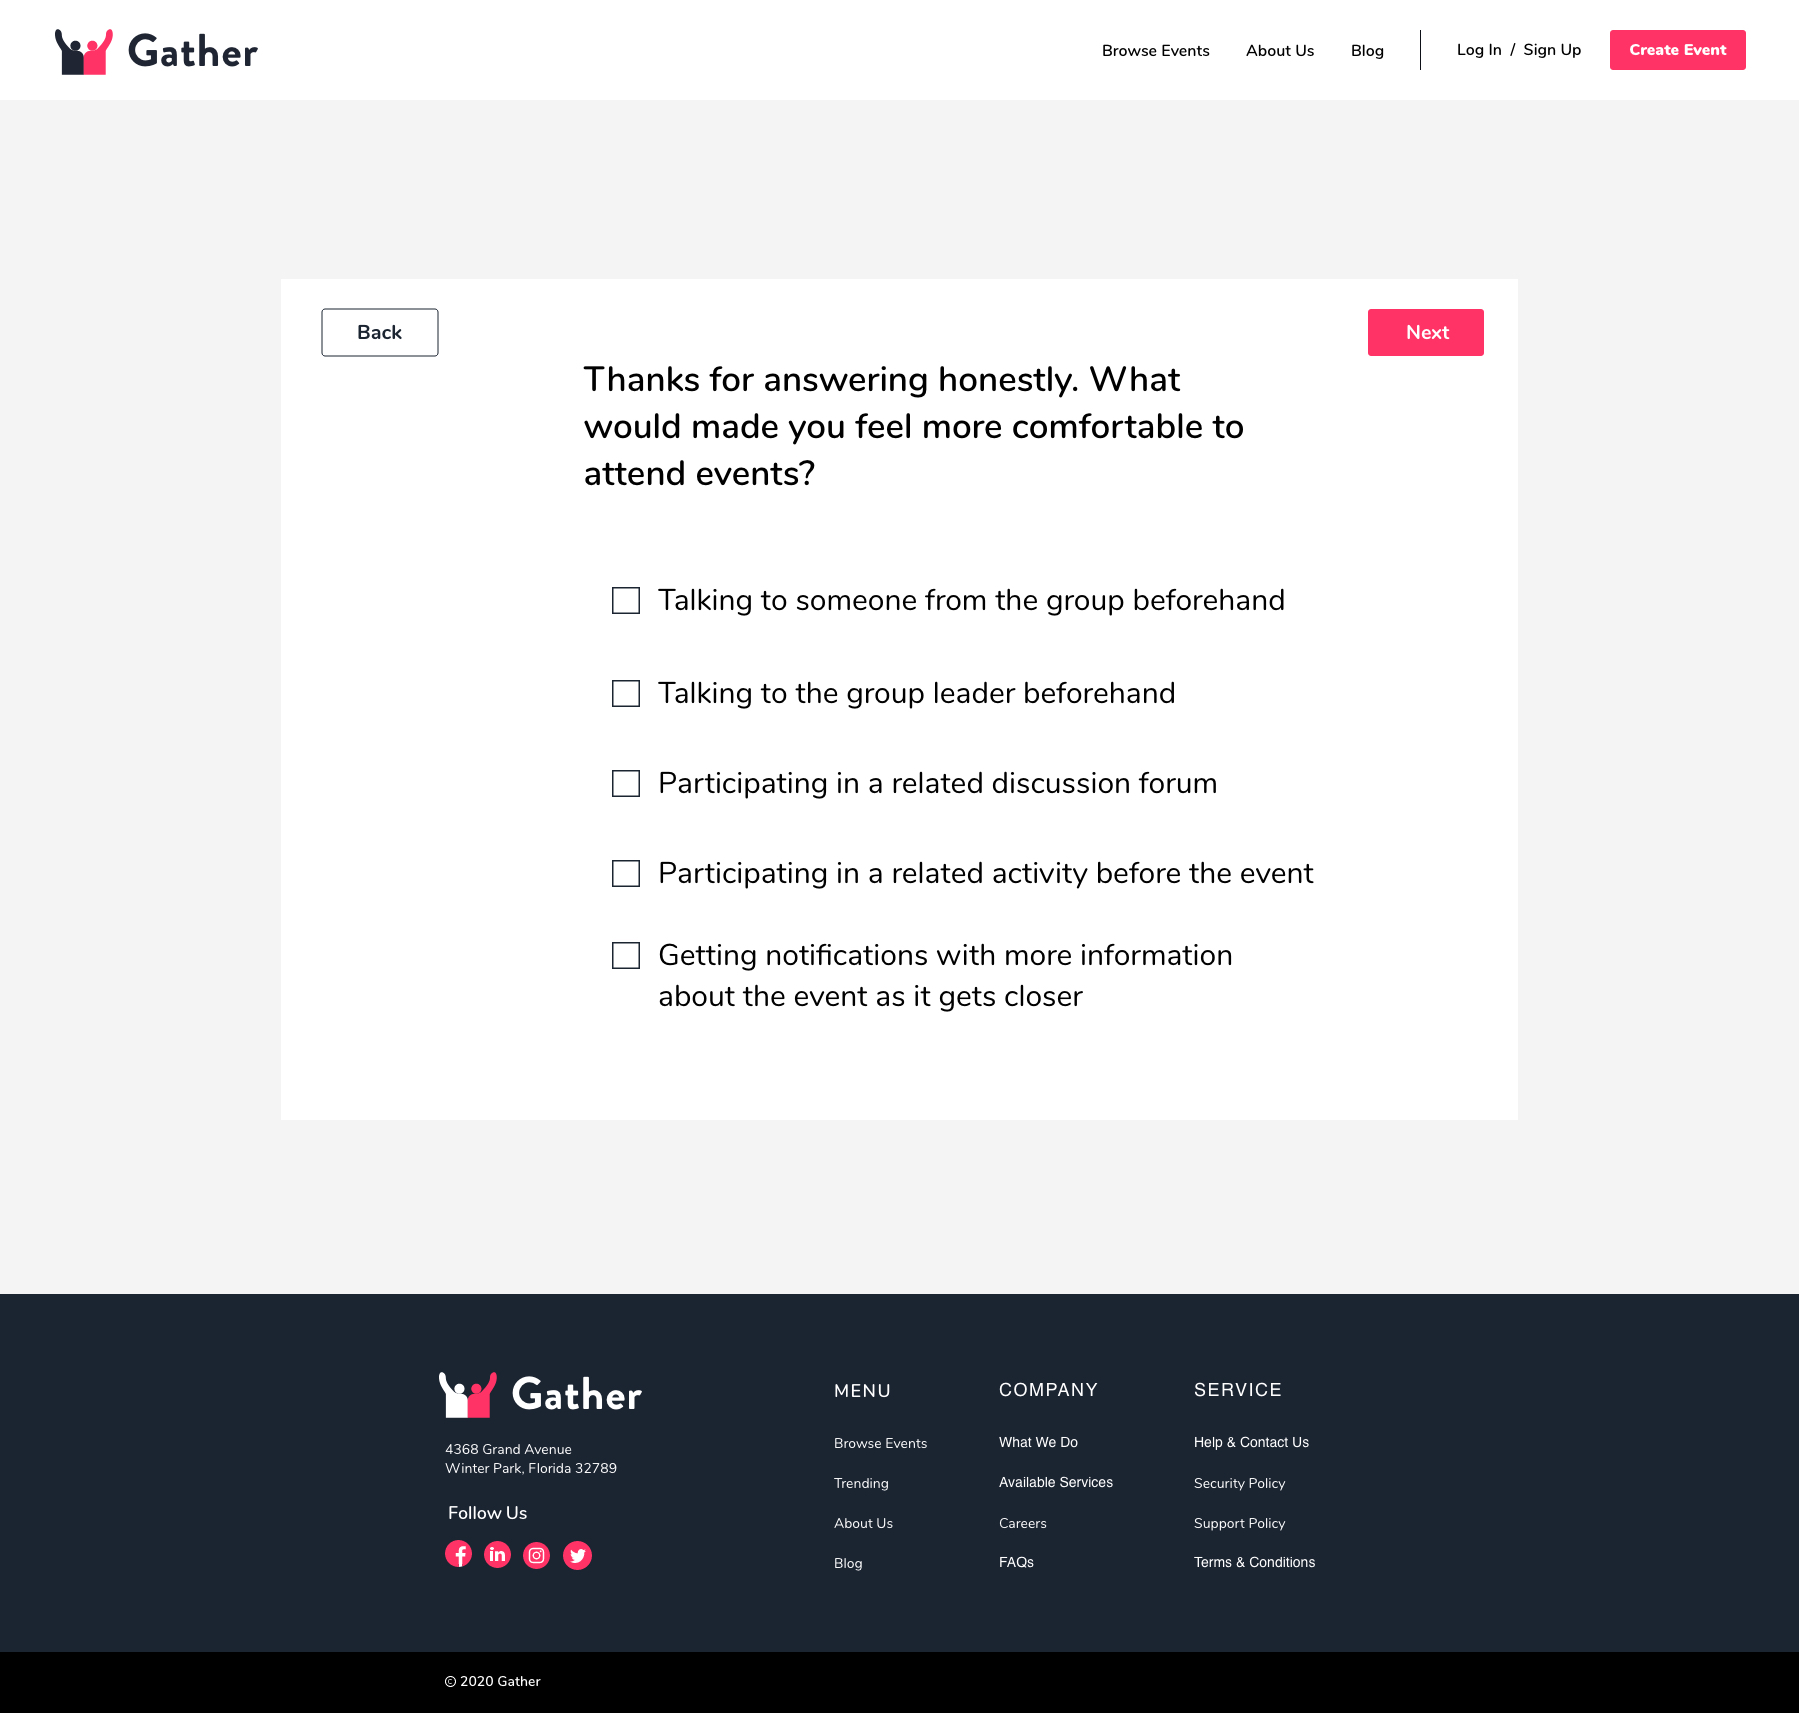 Gather
Browse Events
About Us
Blog
Log In / Sign Up
Create Event
Back
Next
Thanks for answering honestly. What
would made you feel more comfortable to
attend events?
Talking to someone from the group beforehand
Talking to the group leader beforehand
Participating in a related discussion forum
Participating in a related activity before the event
Getting notifications with more information
about the event as it gets closer
Gather
4368 Grand Avenue
Winter Park, Florida 32789
Follow Us
MENU
Browse Events
Trending
About Us
Blog
COMPANY
What We Do
Available Services
Careers
FAQs
SERVICE
Help & Contact Us
Security Policy
Support Policy
Terms & Conditions
© 2020 Gather